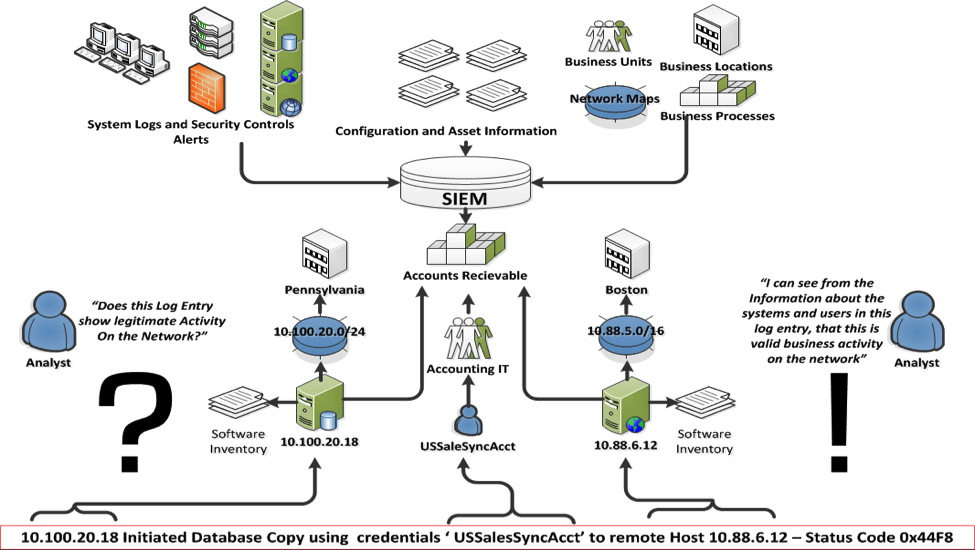 Business Units
Business Locations
Network Maps
Business Processes
System Logs and Security Controls
Alerts
Configuration and Asset Information
SIEM
Accounts Recievable
Pennsylvania
Boston
“Does this Log Entry
show legitimate Activity
On the Network?”
Analyst
?
10.100.20.0/24
Accounting IT
10.88.5.0/16
“I can see from the
Information about the
systems and users in this
log entry, that this is
valid business activity
on the network”
Analyst
!
Software
Inventory
10.100.20.18
USSaleSyncAcct
10.88.6.12
Software
Inventory
10.100.20.18 Initiated Database Copy using credentials ‘ USSalesSyncAcct’ to remote Host 10.88.6.12 – Status Code 0x44F8